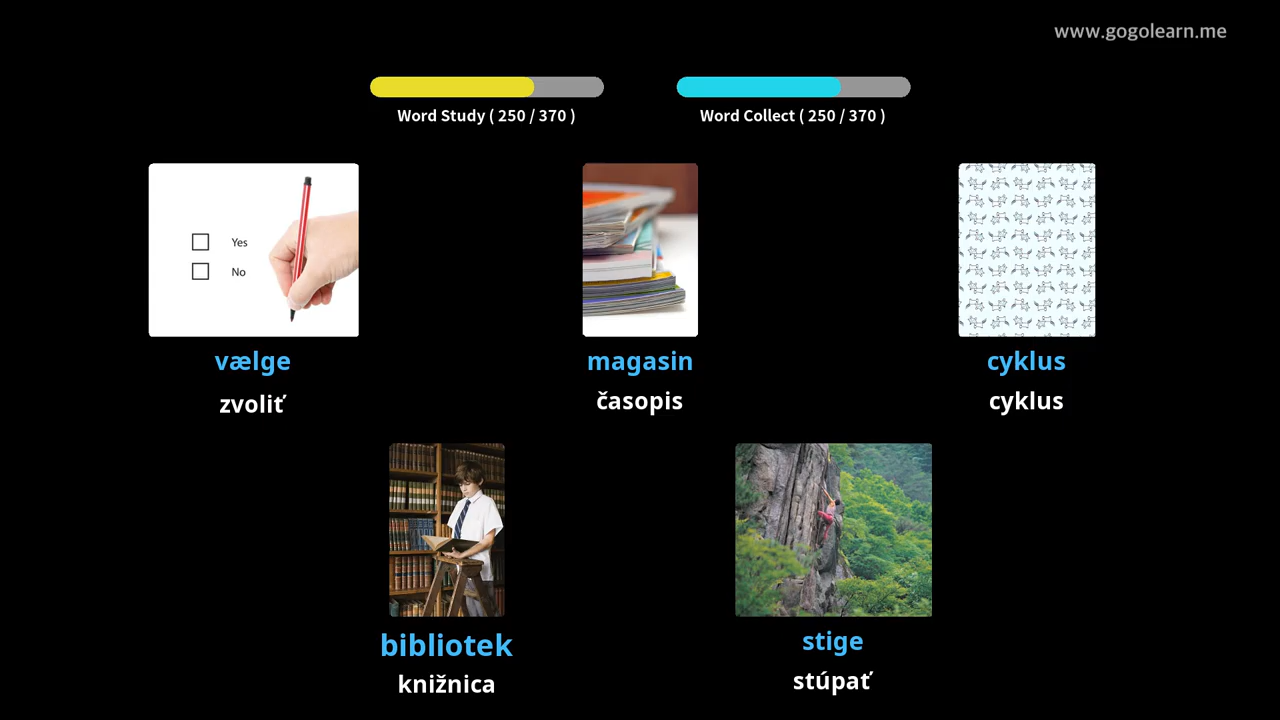 www.gogolearn.me
Word Study ( 250 / 370 )
Word Collect ( 250 / 370 )
Yes
No
vælge
zvoliť
magasin
časopis
cyklus
cyklus
bibliotek
knižnica
stige
stúpať